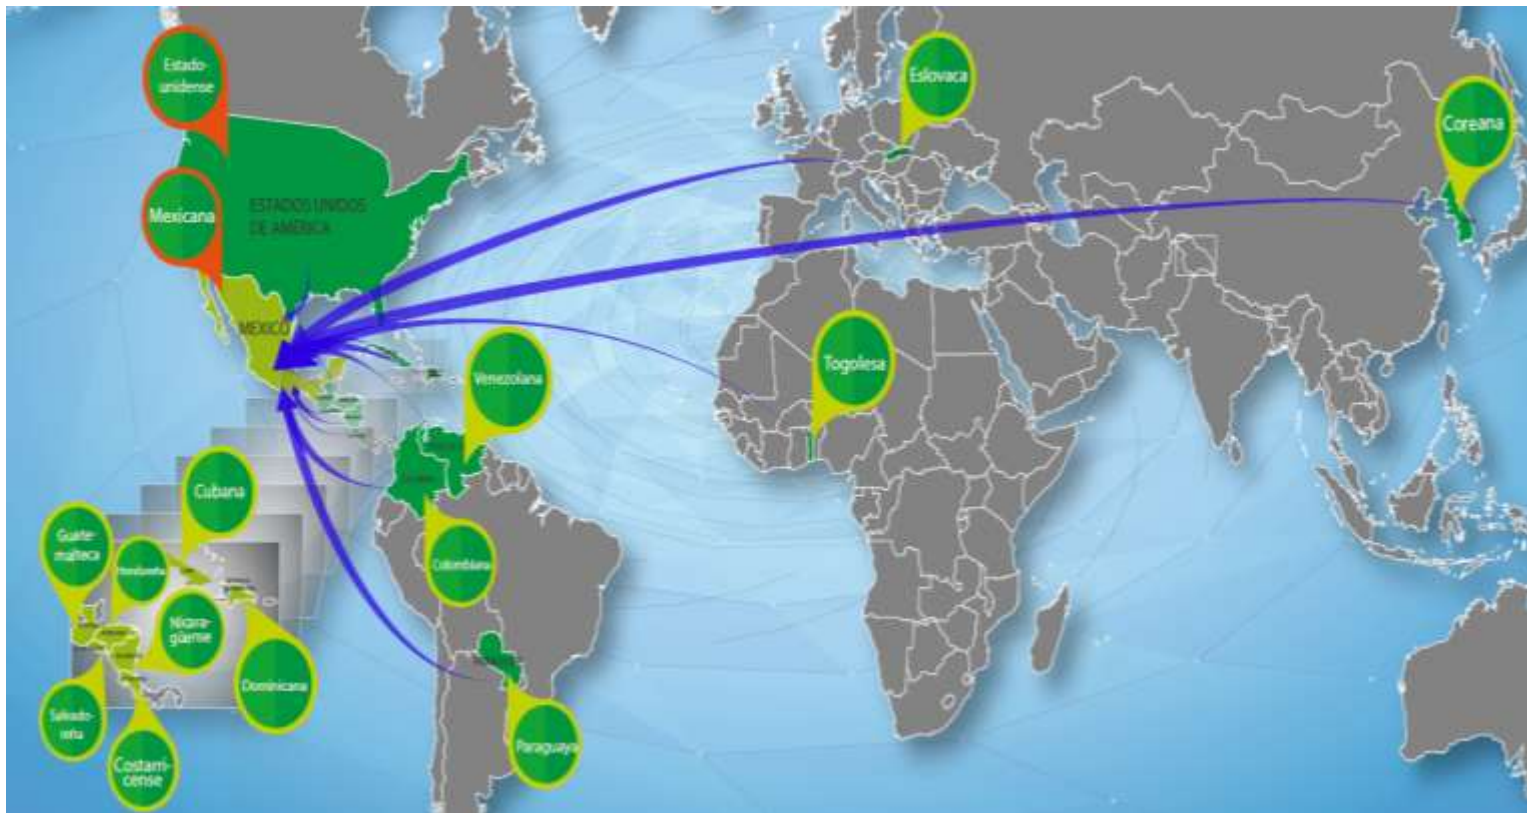 Estado-
unidense
Eslovaca
Coreana
Mexicana
ESTADOS UNIDOS
DE AMÉRICA
MÉXICO
Togolesa
Venezolana
Cubana
Guate-
malteca
Hondureña
Colombiana
Nicara-
güense
Dominicana
Salvado-
reña
Paraguaya
Costarri-
cense